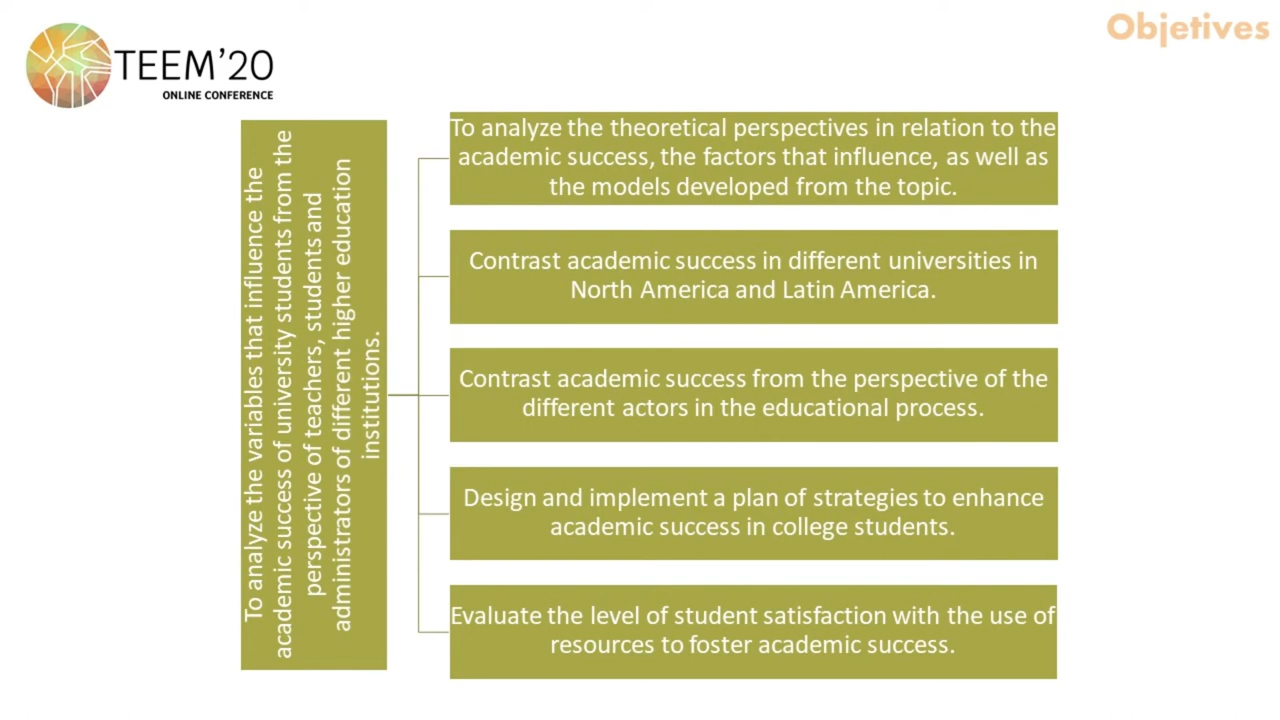 Objetives
TEEM'20
ONLINE CONFERENCE
To analyze the variables that influence the
academic success of university students from the
perspective of teachers, students and
administrators of different higher education
institutions.
To analyze the theoretical perspectives in relation to the
academic success, the factors that influence, as well as
the models developed from the topic.
Contrast academic success in different universities in
North America and Latin America.
Contrast academic success from the perspective of the
different actors in the educational process.
Design and implement a plan of strategies to enhance
academic success in college students.
Evaluate the level of student satisfaction with the use of
resources to foster academic success.